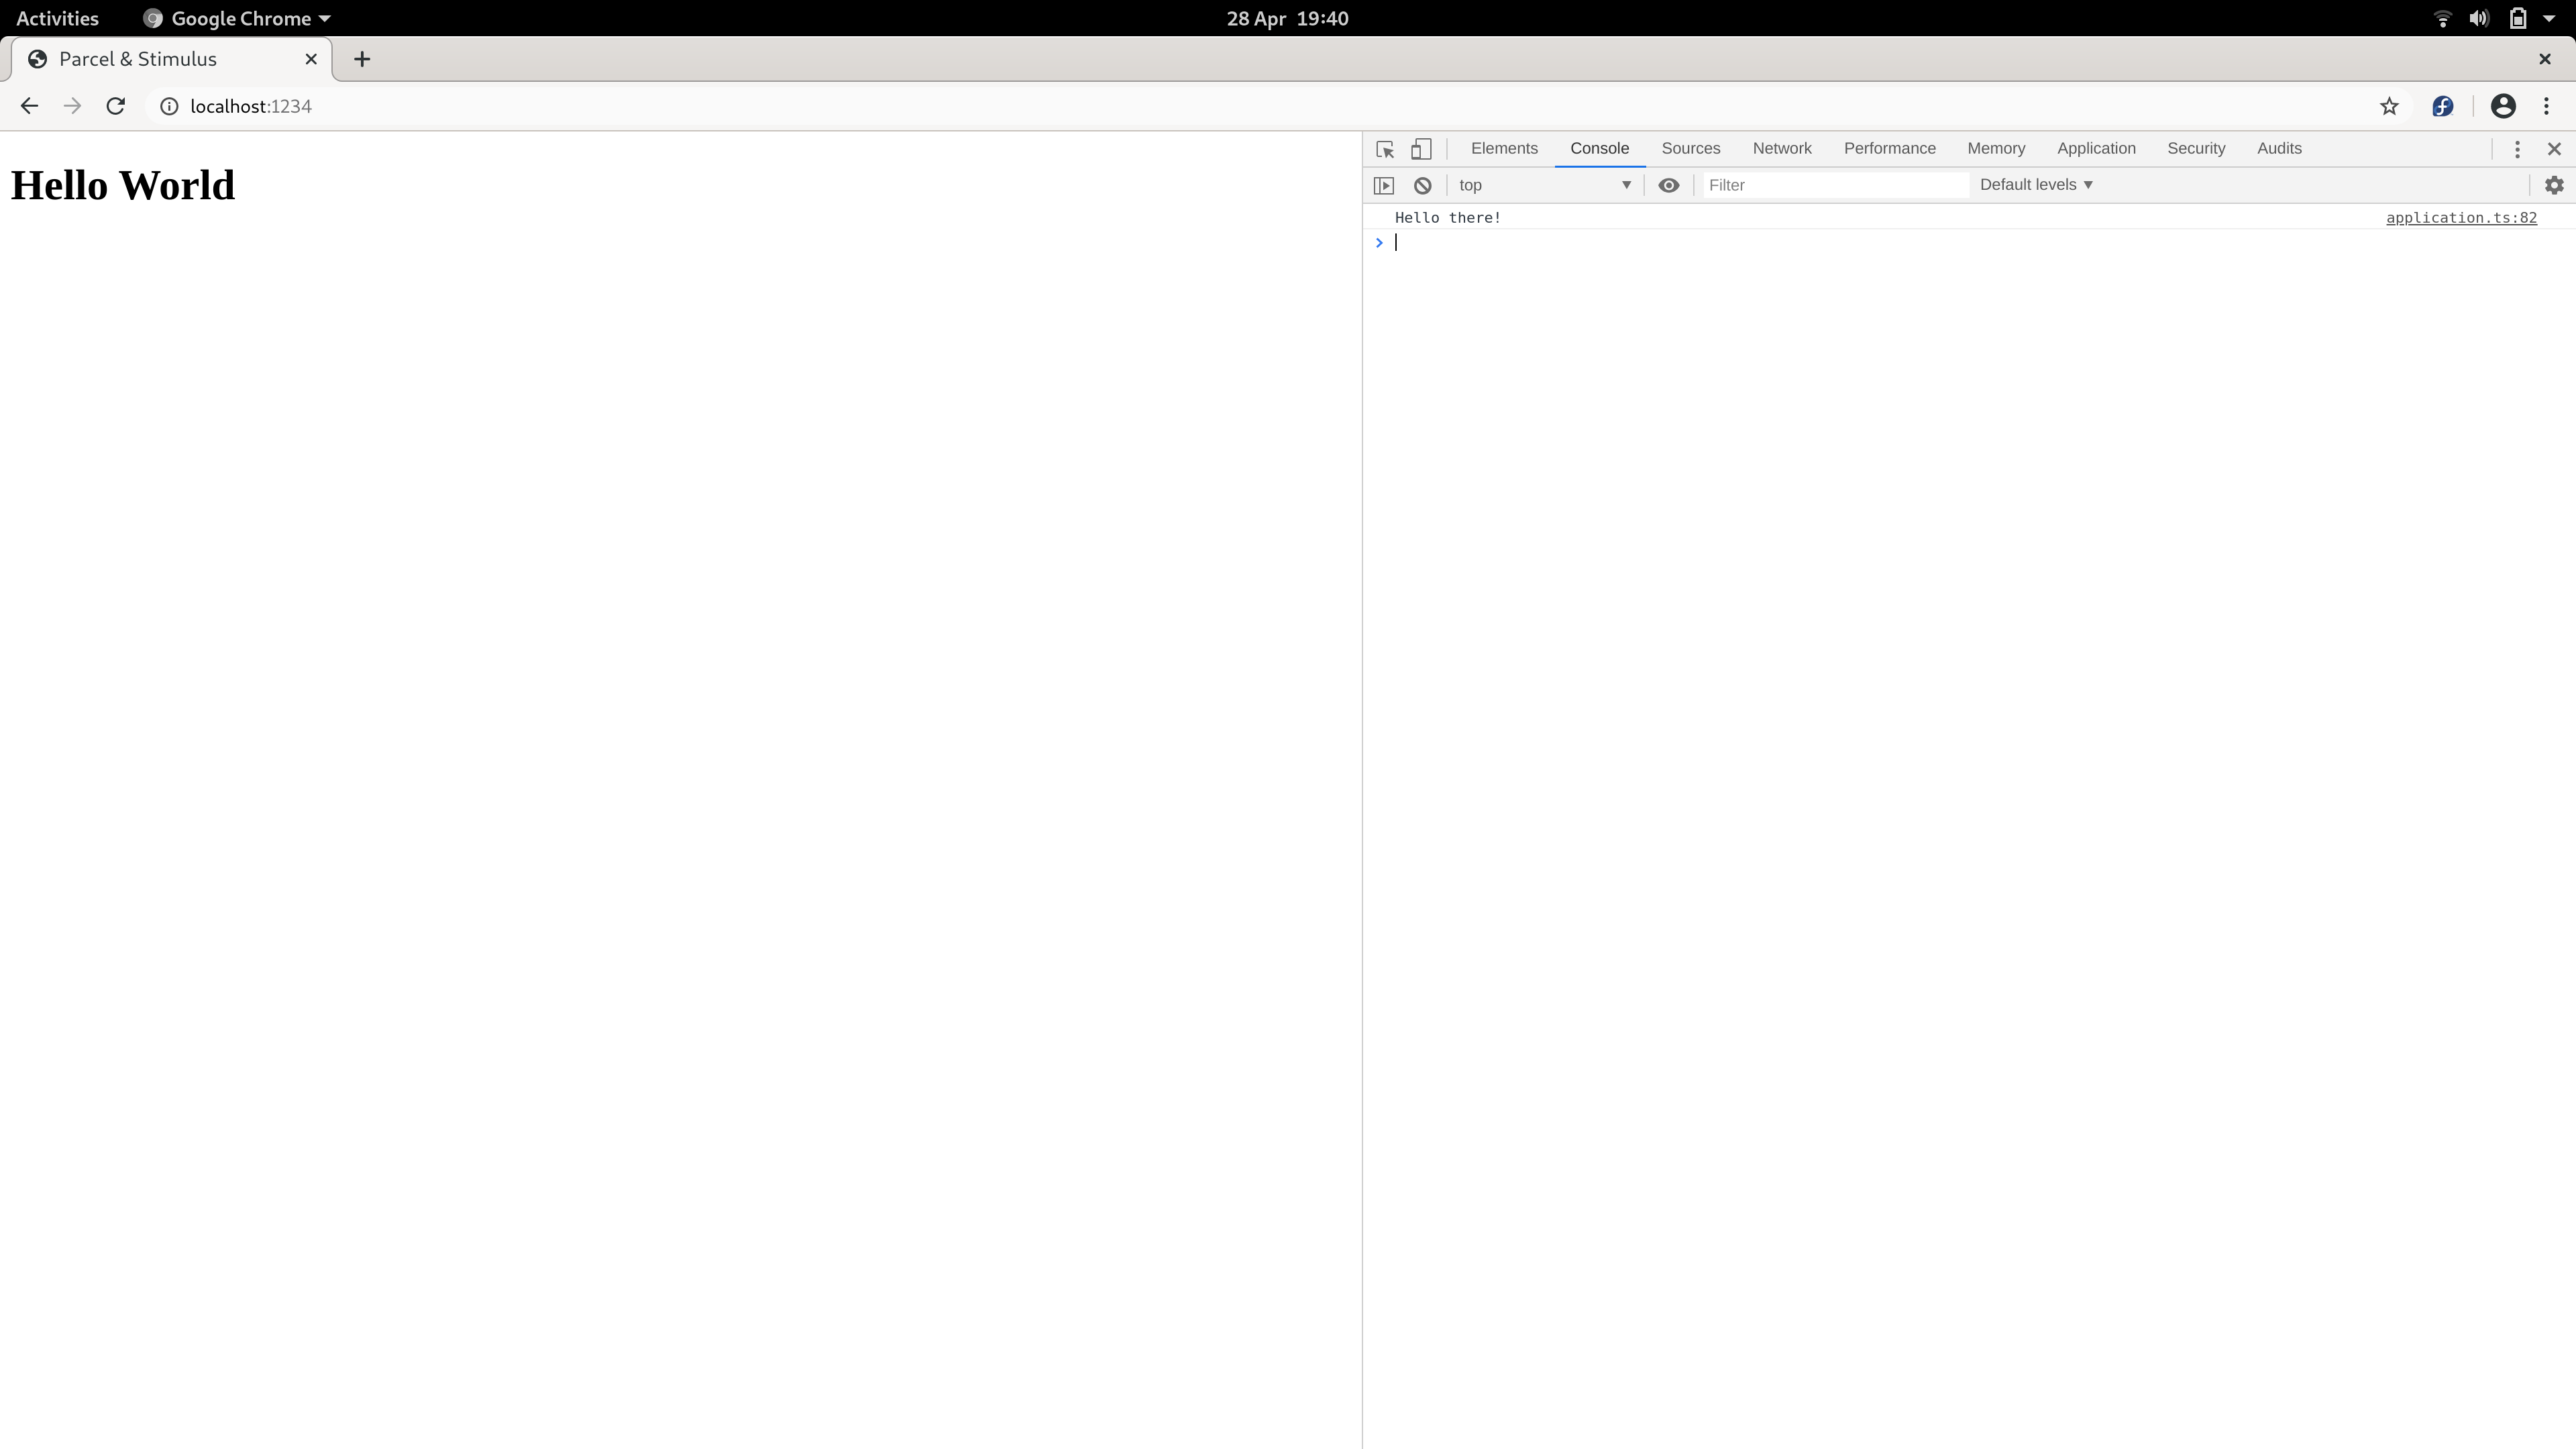 Activities Google Chrome 28 Apr 19:40
Parcel & Stimulus
localhost:1234
Hello World
Elements Console Sources Network Performance Memory Application Security Audits
top Filter Default levels
Hello there! application.ts:82